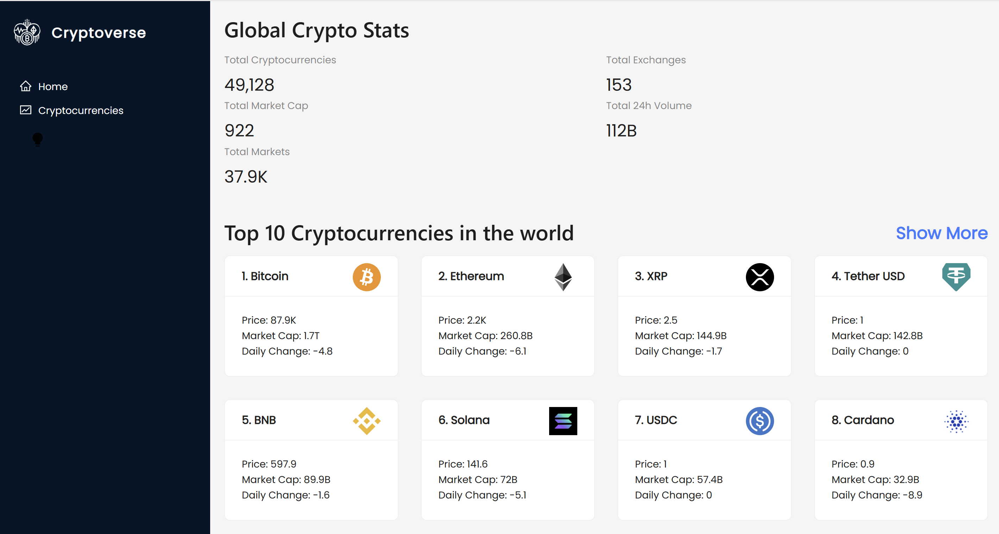 Cryptoverse
Home
Cryptocurrencies
Global Crypto Stats
Total Cryptocurrencies
49,128
Total Exchanges
153
Total Market Cap
922
Total 24h Volume
112B
Total Markets
37.9K
Top 10 Cryptocurrencies in the world
Show More
1. Bitcoin
Price: 87.9K
Market Cap: 1.7T
Daily Change: -4.8
2. Ethereum
Price: 2.2K
Market Cap: 260.8B
Daily Change: -6.1
3. XRP
Price: 2.5
Market Cap: 144.9B
Daily Change: -1.7
4. Tether USD
Price: 1
Market Cap: 142.8B
Daily Change: 0
5. BNB
Price: 597.9
Market Cap: 89.9B
Daily Change: -1.6
6. Solana
Price: 141.6
Market Cap: 72B
Daily Change: -5.1
7. USDC
Price: 1
Market Cap: 57.4B
Daily Change: 0
8. Cardano
Price: 0.9
Market Cap: 32.9B
Daily Change: -8.9